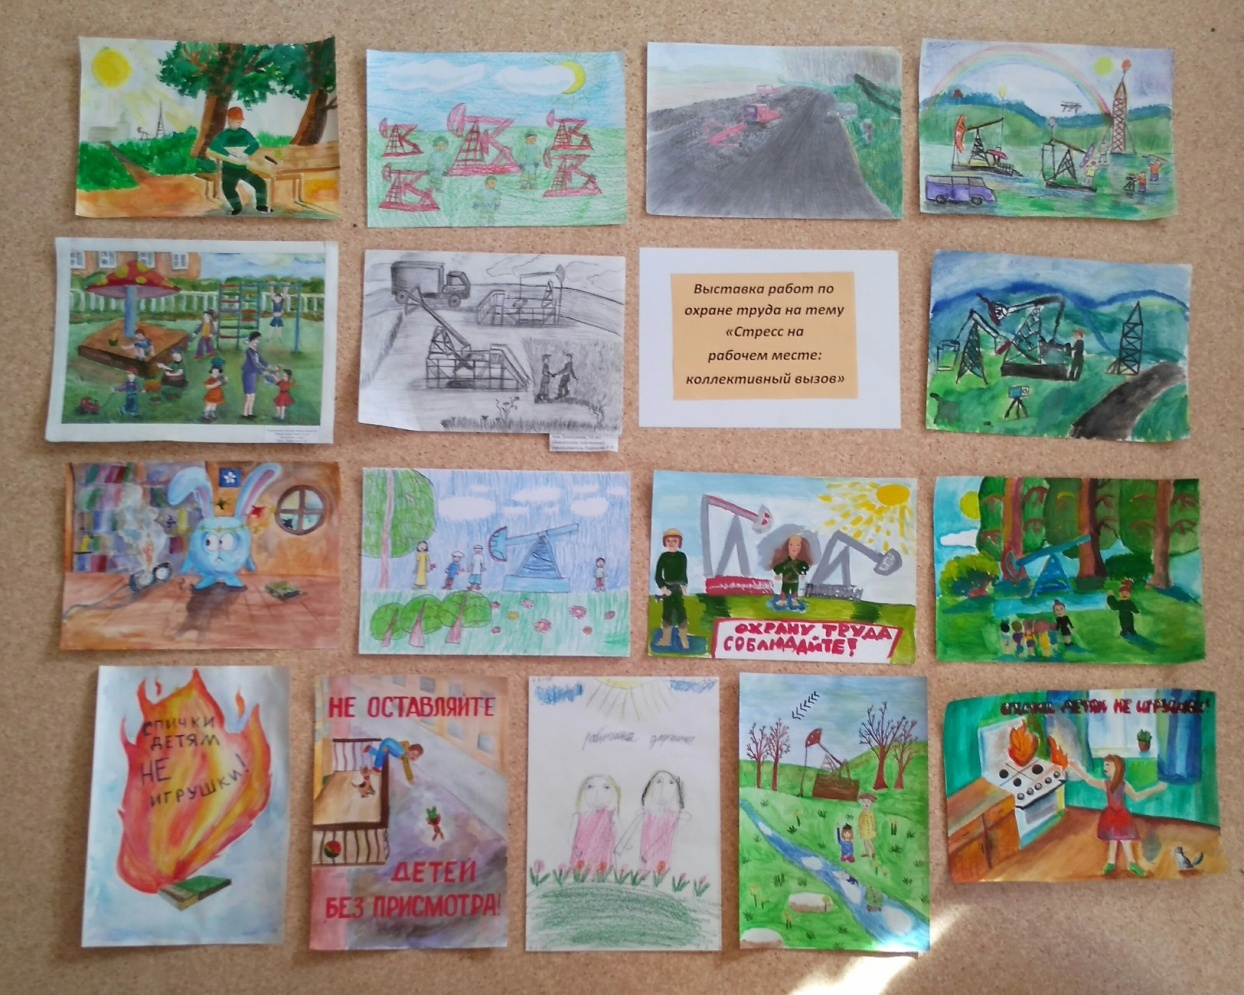 Выставка работ по
охране труда на тему
«Стресс на
рабочем месте:
коллективный вызов»
ОХРАНУ ТРУДА
СОБЛЮДАЙТЕ!
СПИЧКИ
ДЕТЯМ
НЕ
ИГРУШКИ!
НЕ ОСТАВЛЯЙТЕ
ДЕТЕЙ
БЕЗ ПРИСМОТРА!
ДЕТЯМ НЕ ИГРУШКИ!